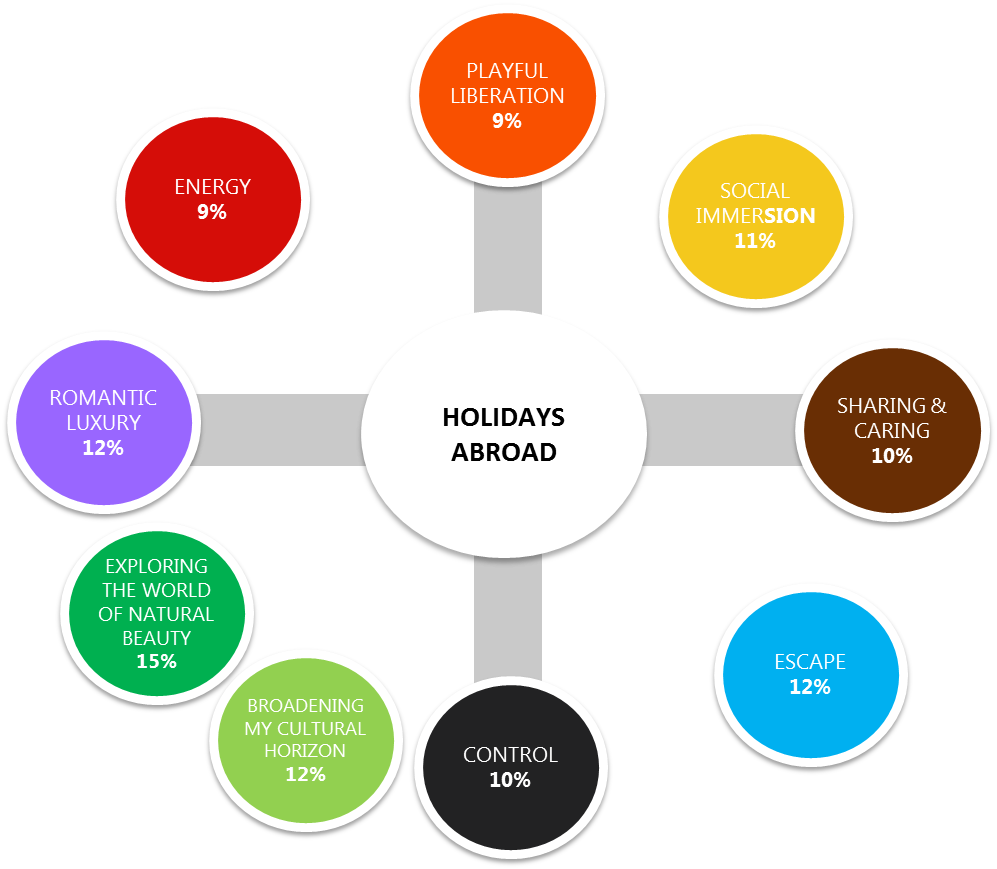 PLAYFUL
LIBERATION
9%
ENERGY
9%
SOCIAL
IMMERSION
11%
ROMANTIC
LUXURY
12%
HOLIDAYS
ABROAD
SHARING &
CARING
10%
EXPLORING
THE WORLD
OF NATURAL
BEAUTY
15%
ESCAPE
12%
BROADENING
MY CULTURAL
HORIZON
12%
CONTROL
10%